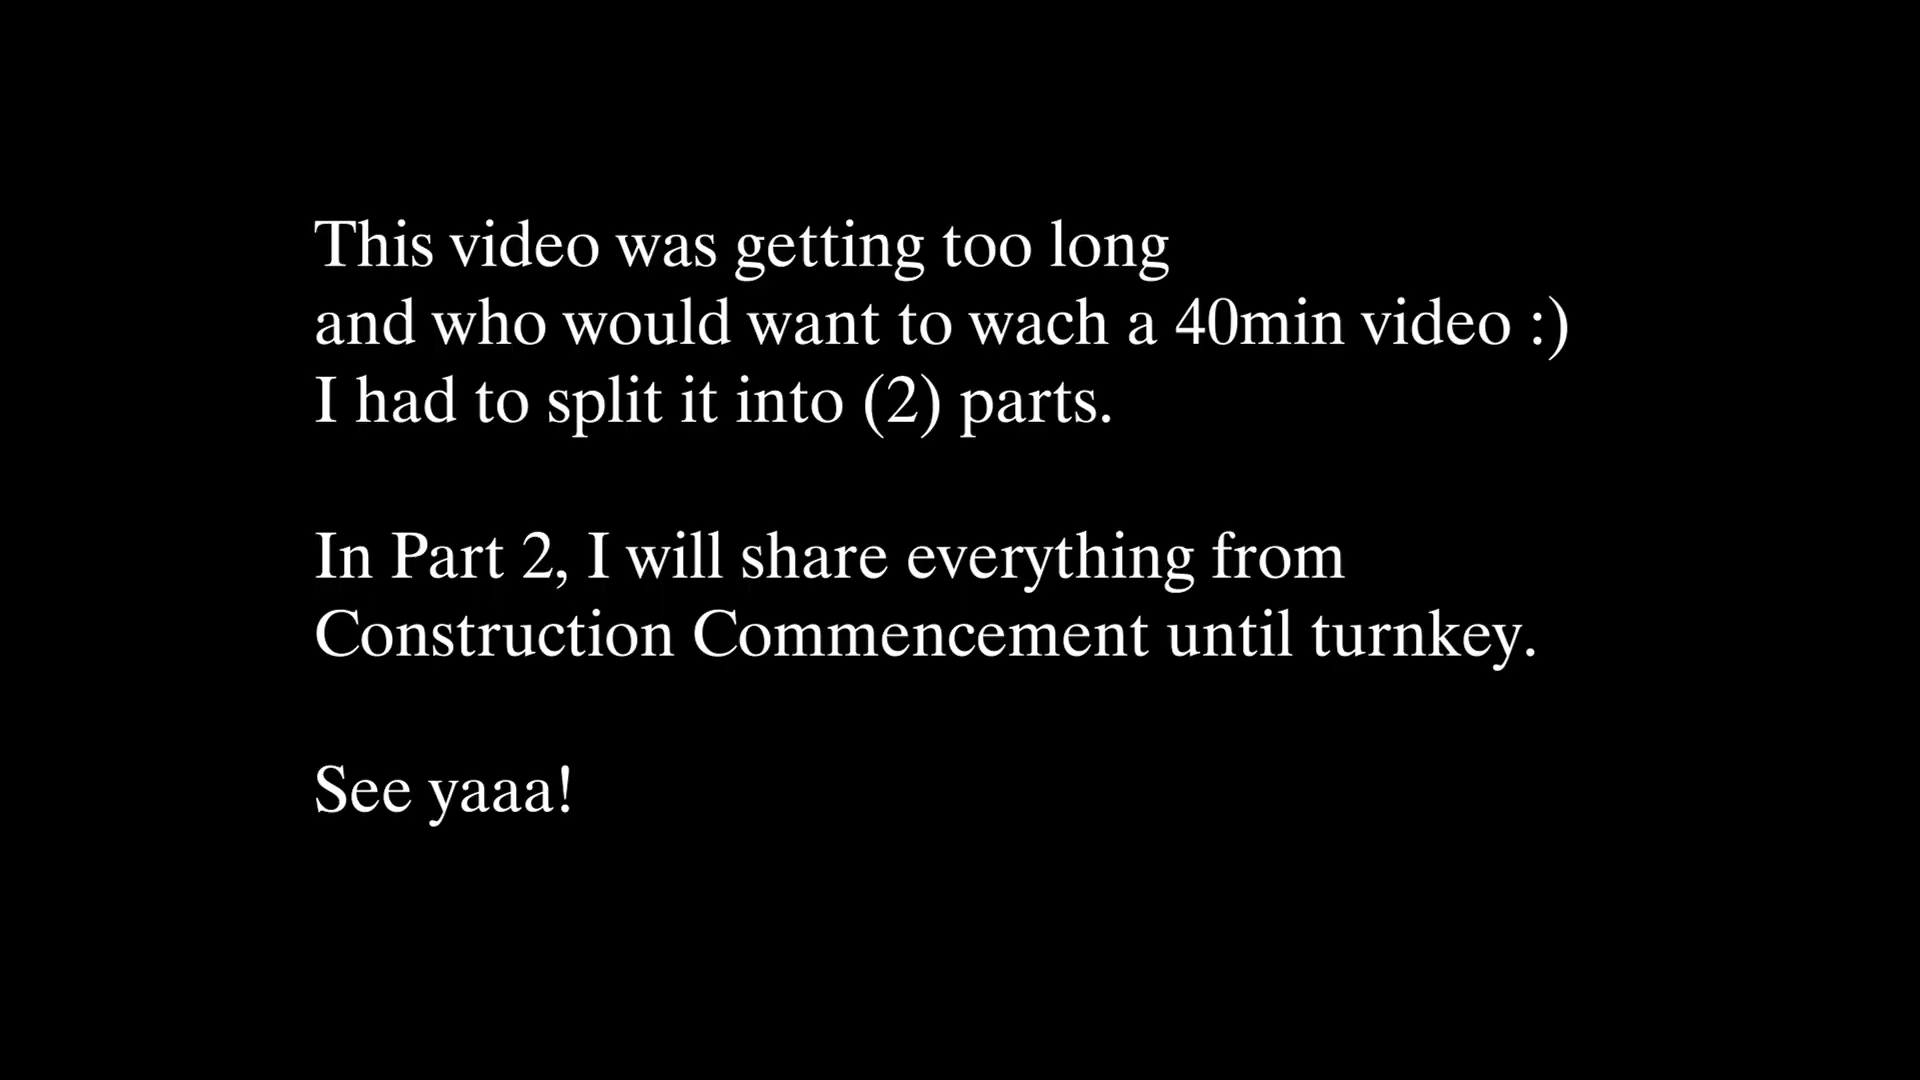 This video was getting too long
and who would want to wach a 40min video :)
I had to split it into (2) parts.
In Part 2, I will share everything from
Construction Commencement until turnkey.
See yaaa!